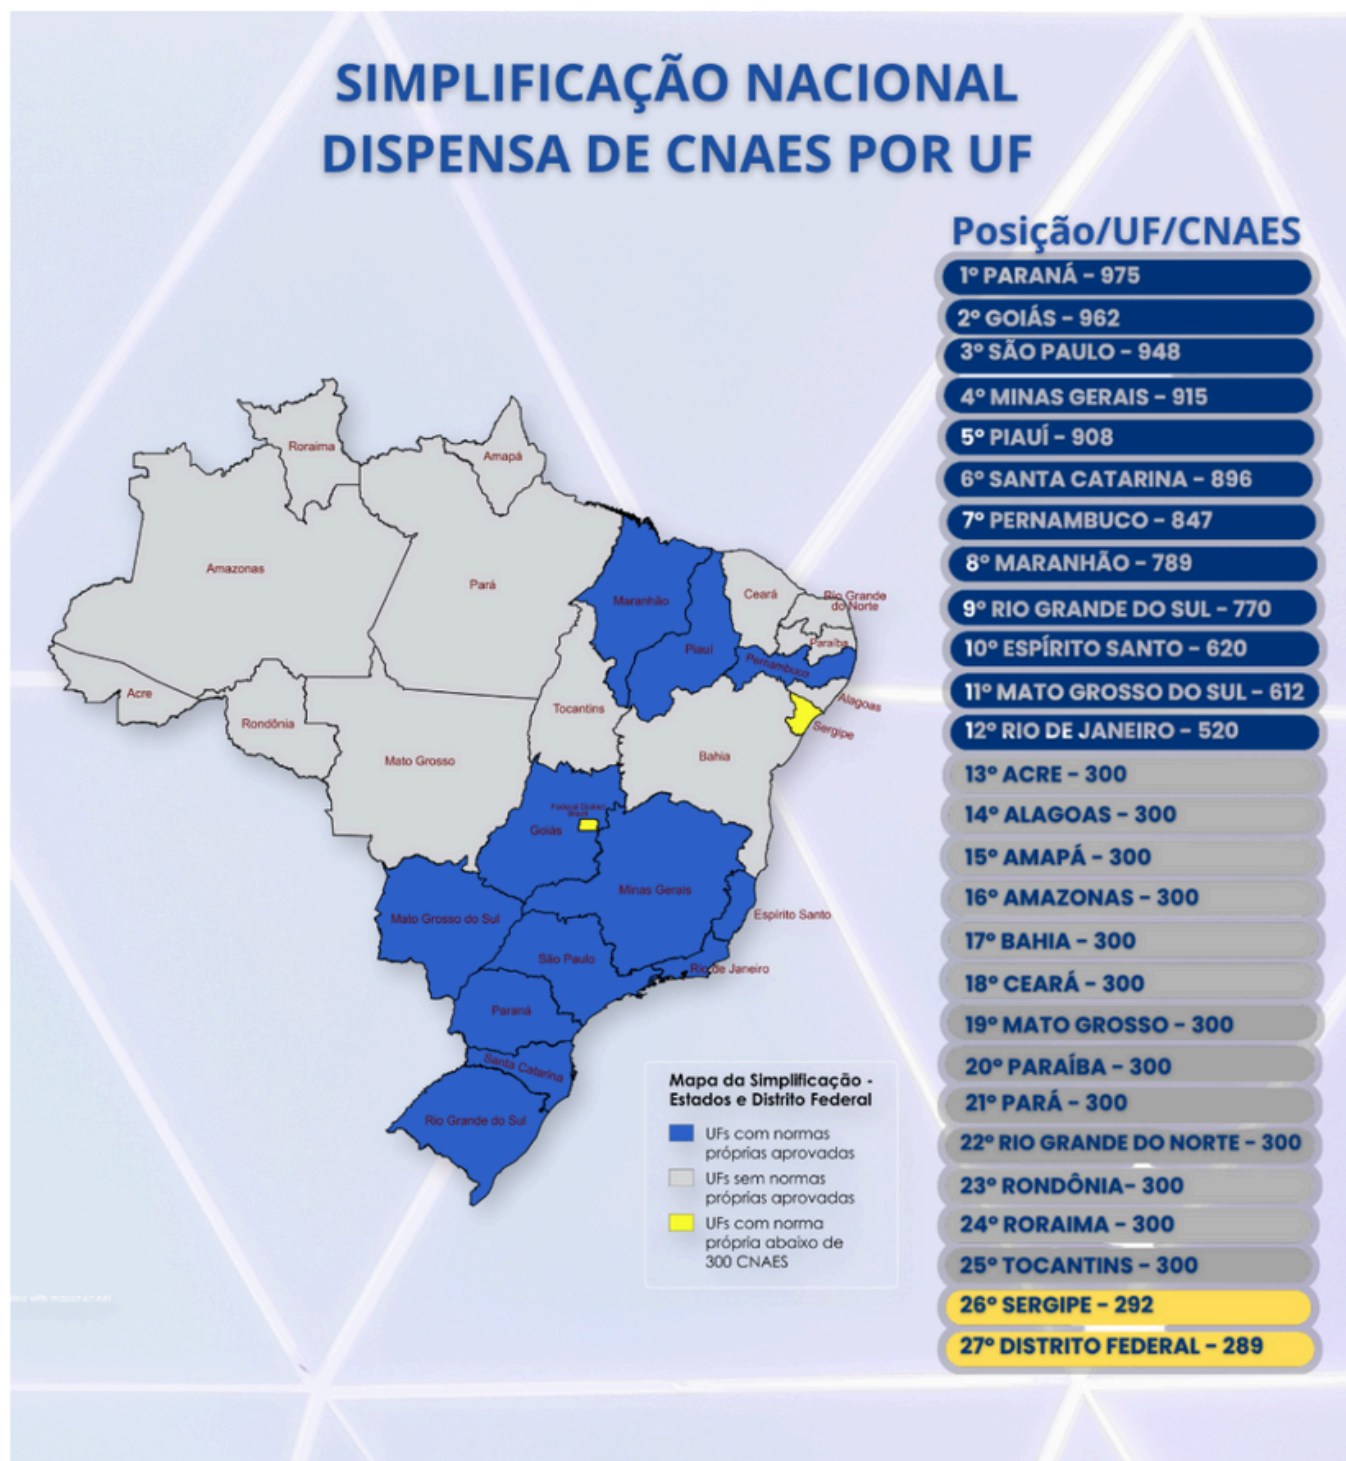 SIMPLIFICAÇÃO NACIONAL
DISPENSA DE CNAES POR UF
Posição/UF/CNAES
1º PARANÁ - 975
2º GOIÁS - 962
3º SÃO PAULO - 948
4º MINAS GERAIS - 915
5º PIAUÍ - 908
6º SANTA CATARINA - 896
7º PERNAMBUCO - 847
8º MARANHÃO - 789
9º RIO GRANDE DO SUL - 770
10º ESPÍRITO SANTO - 620
11º MATO GROSSO DO SUL - 612
12º RIO DE JANEIRO - 520
13º ACRE - 300
14º ALAGOAS - 300
15º AMAPÁ - 300
16º AMAZONAS - 300
17º BAHIA - 300
18º CEARÁ - 300
19º MATO GROSSO - 300
20º PARAÍBA - 300
21º PARÁ - 300
22º RIO GRANDE DO NORTE - 300
23º RONDÔNIA- 300
24º RORAIMA - 300
25º TOCANTINS - 300
26º SERGIPE - 292
27º DISTRITO FEDERAL - 289
Roraima
Amapá
Amazonas
Pará
Maranhão
Ceará
Rio Grande
do Norte
Paraíba
Piauí
Pernambuco
Acre
Alagoas
Tocantins
Rondônia
Sergipe
Bahia
Mato Grosso
Federal District
Brazil
Goiás
Minas Gerais
Mato Grosso do Sul
Espírito Santo
São Paulo
Rio de Janeiro
Paraná
Santa Catarina
Rio Grande do Sul
Mapa da Simplificação -
Estados e Distrito Federal
UFs com normas
próprias aprovadas
UFs sem normas
próprias aprovadas
UFs com norma
própria abaixo de
300 CNAES
with mapchart.net